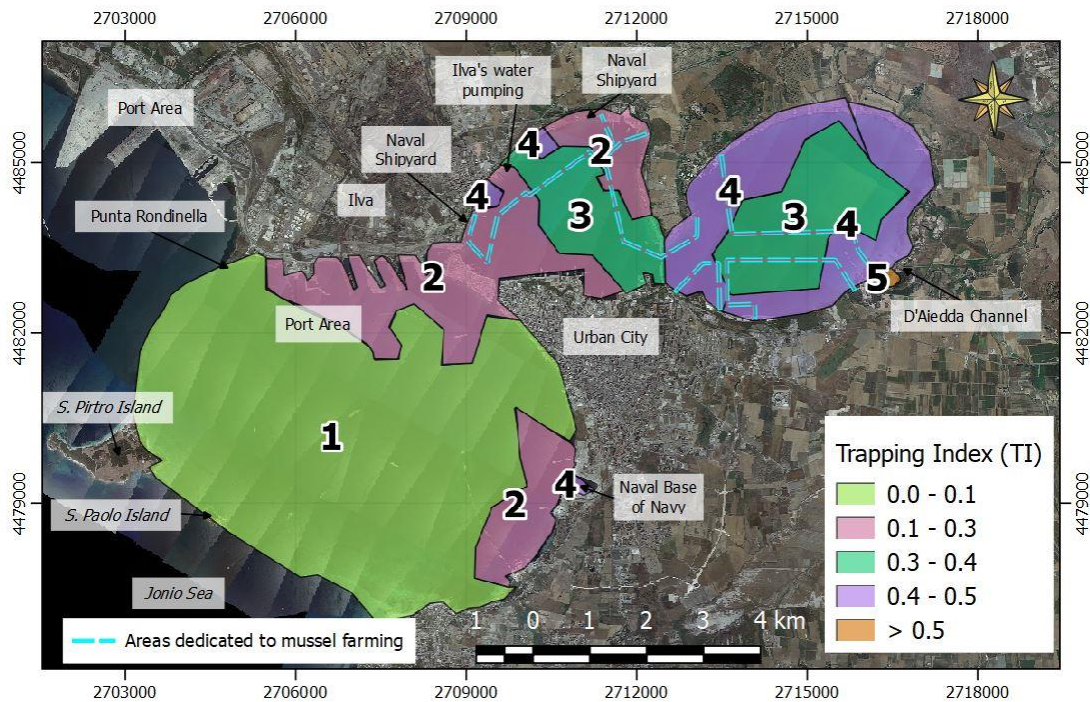 2703000 2706000 2709000 2712000 2715000 2718000
Naval
Shipyard
Ilva's water
pumping
Port Area
Naval
Shipyard
4485000
4485000
4
2
4
4
Ilva
3
3
4
Punta Rondinella
2
5
Port Area
D'Aiedda Channel
Urban City
4482000
4482000
S. Pirtro Island
1
Trapping Index (TI)
0.0 - 0.1
0.1 - 0.3
0.3 - 0.4
0.4 - 0.5
> 0.5
2
4
Naval Base
of Navy
4479000
4479000
S. Paolo Island
Jonio Sea
1 0 1 2 3 4 km
Areas dedicated to mussel farming
2703000 2706000 2709000 2712000 2715000 2718000